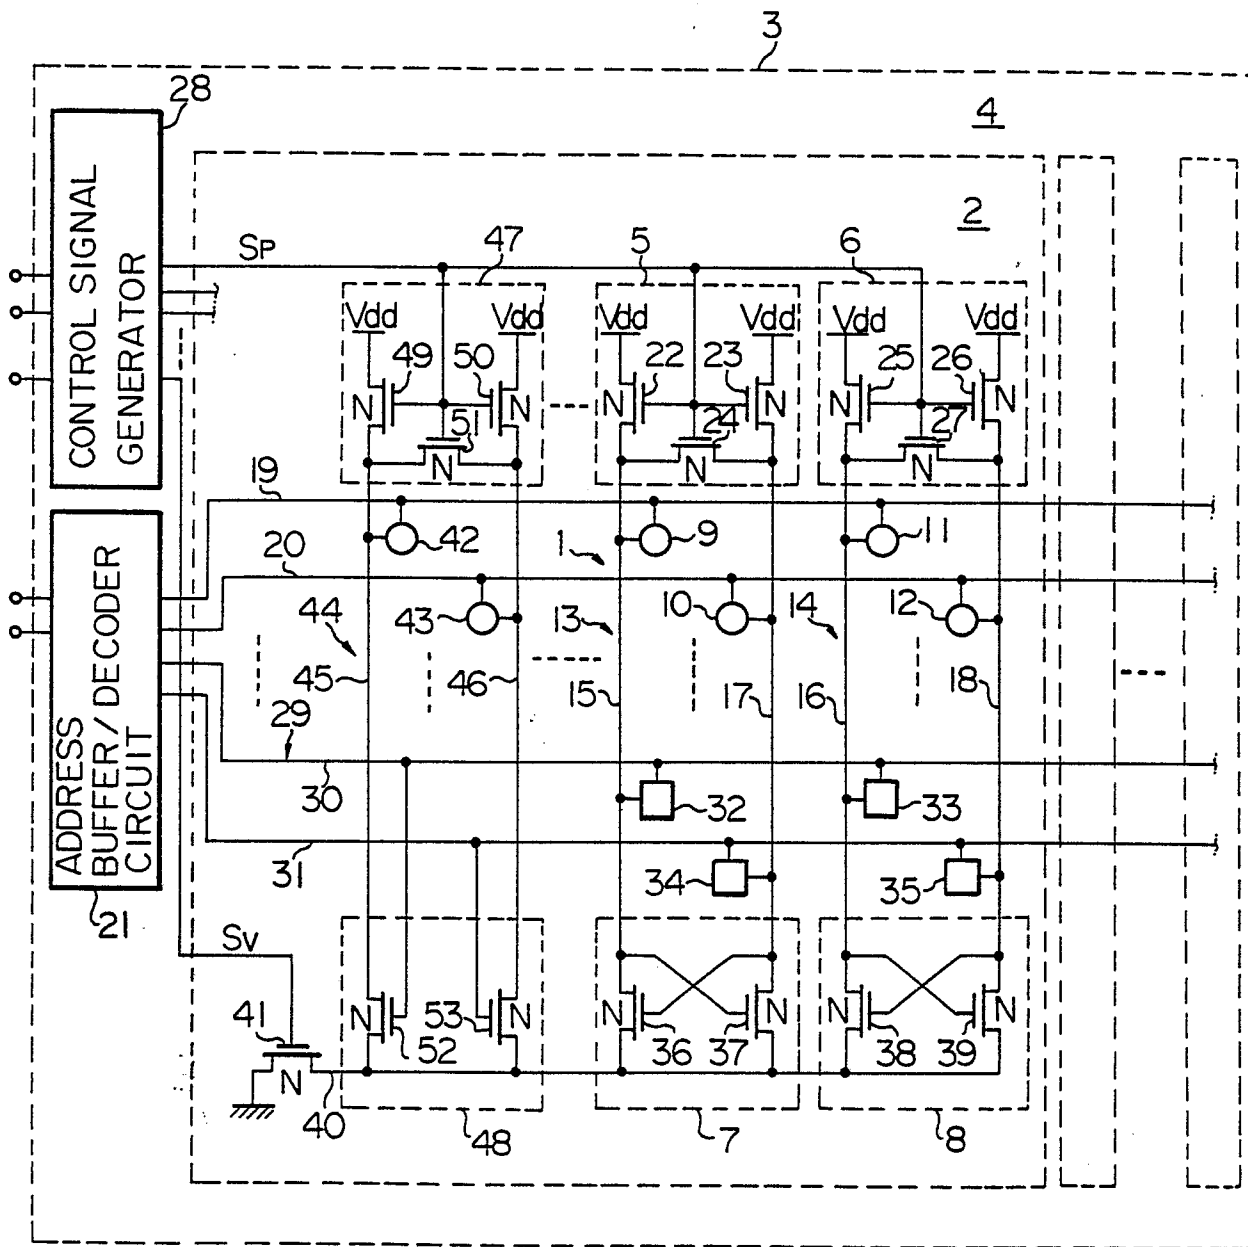 3
28
4
CONTROL SIGNAL
GENERATOR
2
SP
47
5
6
Vdd
Vdd
Vdd
Vdd
Vdd
Vdd
49
50
22
23
25
26
N
N
N
N
N
N
51
24
27
N
N
N
19
42
9
11
20
1
43
10
12
44
13
14
45
46
15
17
16
18
ADDRESS
BUFFER/DECODER
CIRCUIT
29
30
32
33
31
34
35
21
SV
N
53
N
N
N
N
N
41
52
36
37
38
39
N
40
48
7
8